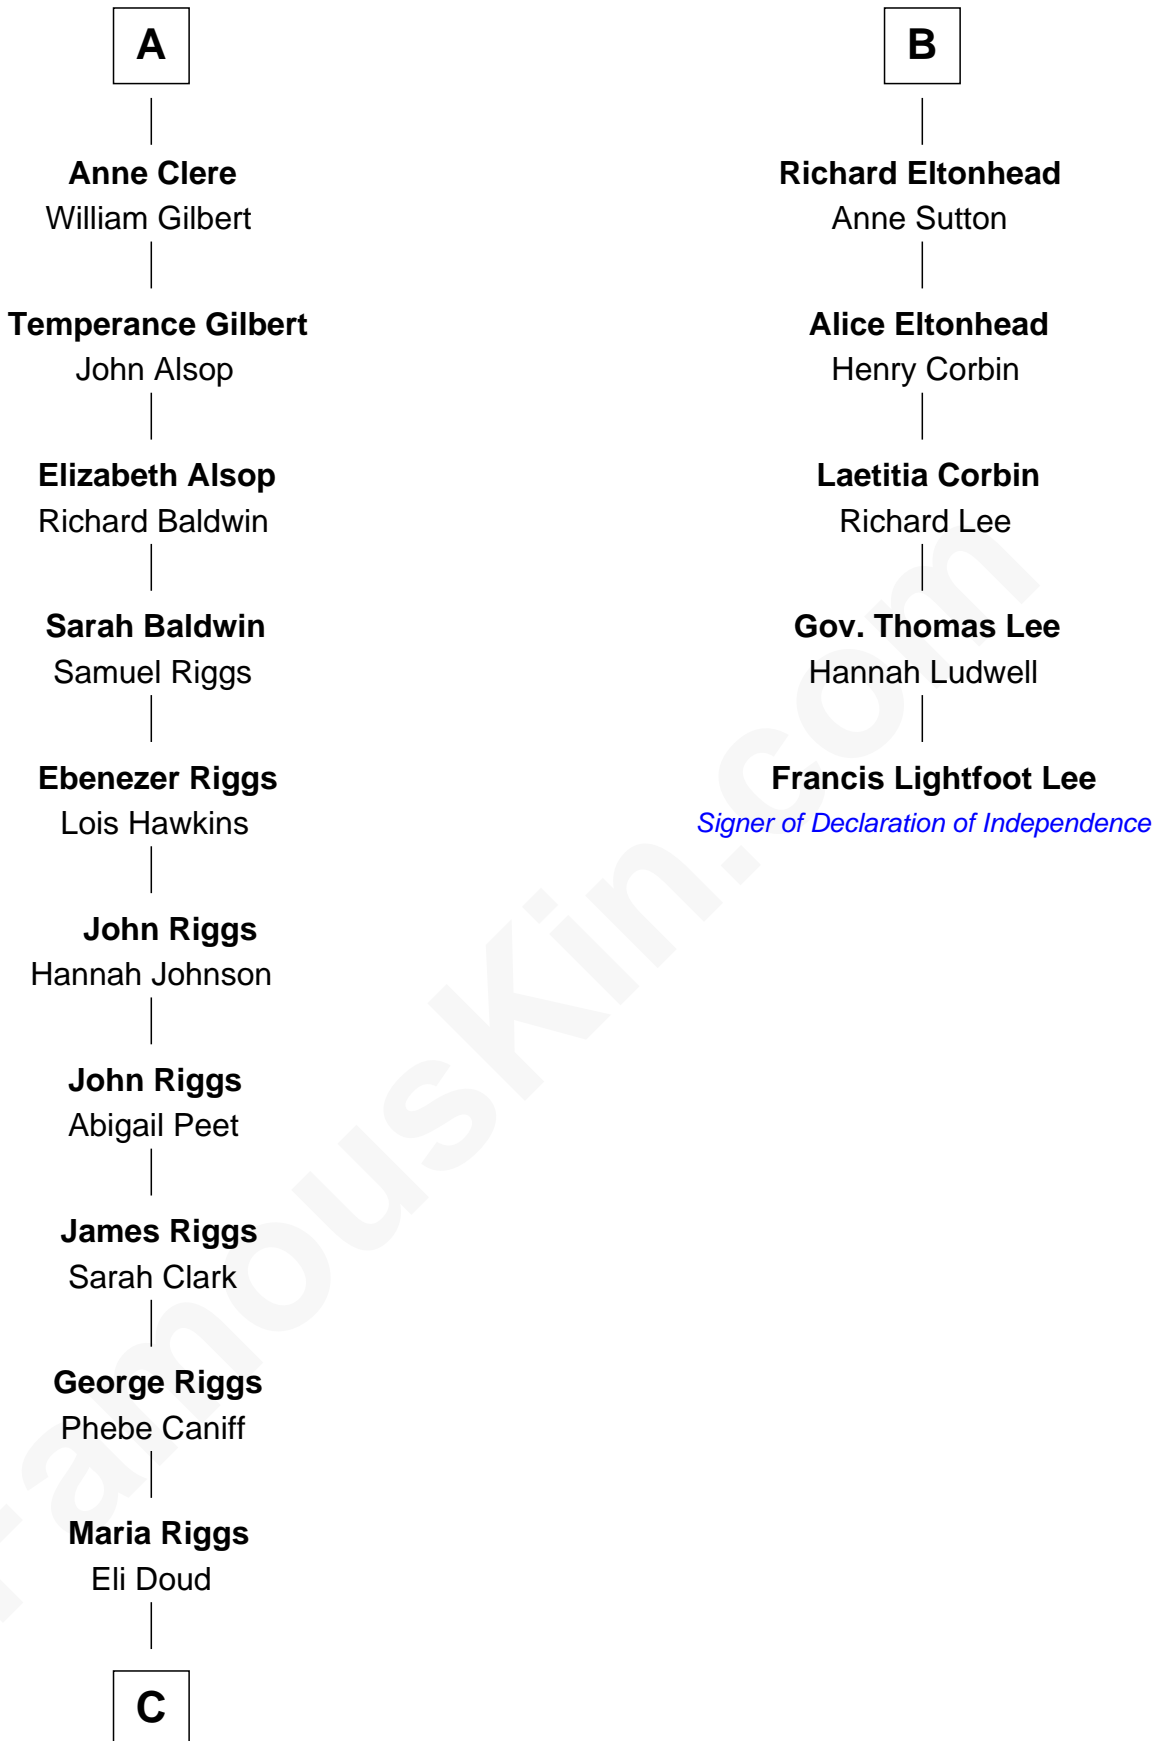 A
Anne Clere
William Gilbert
Temperance Gilbert
John Alsop
Elizabeth Alsop
Richard Baldwin
Sarah Baldwin
Samuel Riggs
Ebenezer Riggs
Lois Hawkins
John Riggs
Hannah Johnson
John Riggs
Abigail Peet
James Riggs
Sarah Clark
George Riggs
Phebe Caniff
Maria Riggs
Eli Doud
C
B
Richard Eltonhead
Anne Sutton
Alice Eltonhead
Henry Corbin
Laetitia Corbin
Richard Lee
Gov. Thomas Lee
Hannah Ludwell
Francis Lightfoot Lee
Signer of Declaration of Independence
FamousKin.com